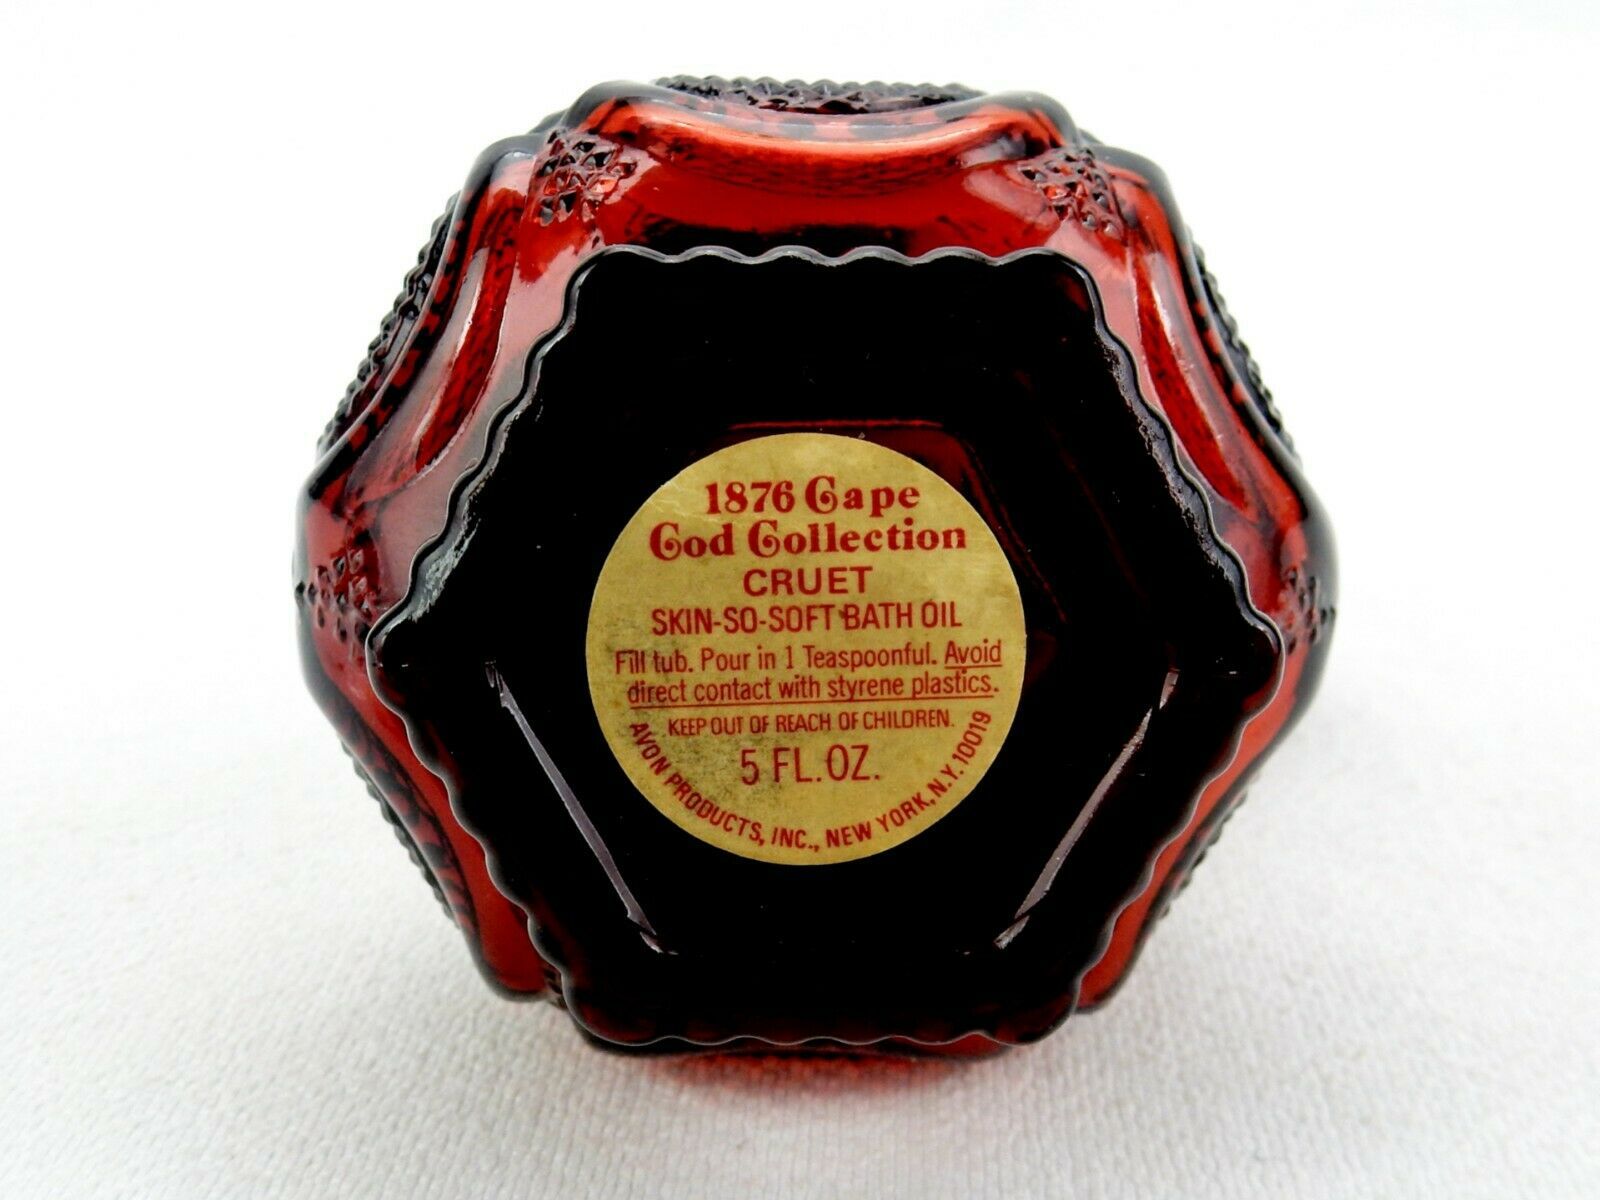 1876 Cape
Cod Collection
CRUET
SKIN-SO-SOFT BATH OIL
Fill tub. Pour in 1 Teaspoonful. Avoid
direct contact with styrene plastics.
KEEP OUT OF REACH OF CHILDREN.
5 FL. OZ.
AVON PRODUCTS, INC., NEW YORK, N.Y. 10019